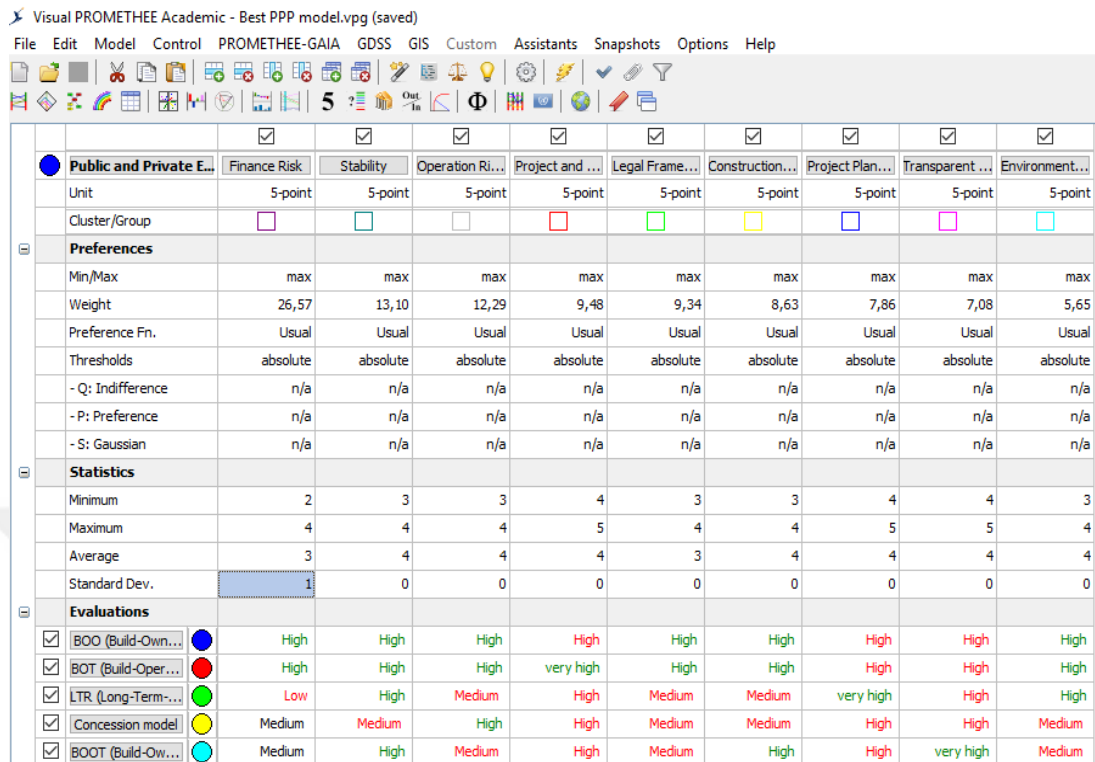 Visual PROMETHEE Academic - Best PPP model.vpg (saved)
File Edit Model Control PROMETHEE-GAIA GDSS GIS Custom Assistants Snapshots Options Help
5 Out In Φ
Public and Private E... Finance Risk Stability Operation Ri... Project and ... Legal Frame... Construction... Project Plan... Transparent ... Environment...
Unit 5-point 5-point 5-point 5-point 5-point 5-point 5-point 5-point 5-point
Cluster/Group
Preferences
Min/Max max max max max max max max max max
Weight 26,57 13,10 12,29 9,48 9,34 8,63 7,86 7,08 5,65
Preference Fn. Usual Usual Usual Usual Usual Usual Usual Usual Usual
Thresholds absolute absolute absolute absolute absolute absolute absolute absolute absolute
- Q: Indifference n/a n/a n/a n/a n/a n/a n/a n/a n/a
- P: Preference n/a n/a n/a n/a n/a n/a n/a n/a n/a
- S: Gaussian n/a n/a n/a n/a n/a n/a n/a n/a n/a
Statistics
Minimum 2 3 3 4 3 3 4 4 3
Maximum 4 4 4 5 4 4 5 5 4
Average 3 4 4 4 3 4 4 4 4
Standard Dev. 1 0 0 0 0 0 0 0 0
Evaluations
BOO (Build-Own... High High High High High High High High High
BOT (Build-Oper... High High High very high High High High High High
LTR (Long-Term-... Low High Medium High Medium Medium very high High High
Concession model Medium Medium High High Medium Medium High High Medium
BOOT (Build-Ow... Medium High Medium High Medium High High very high Medium